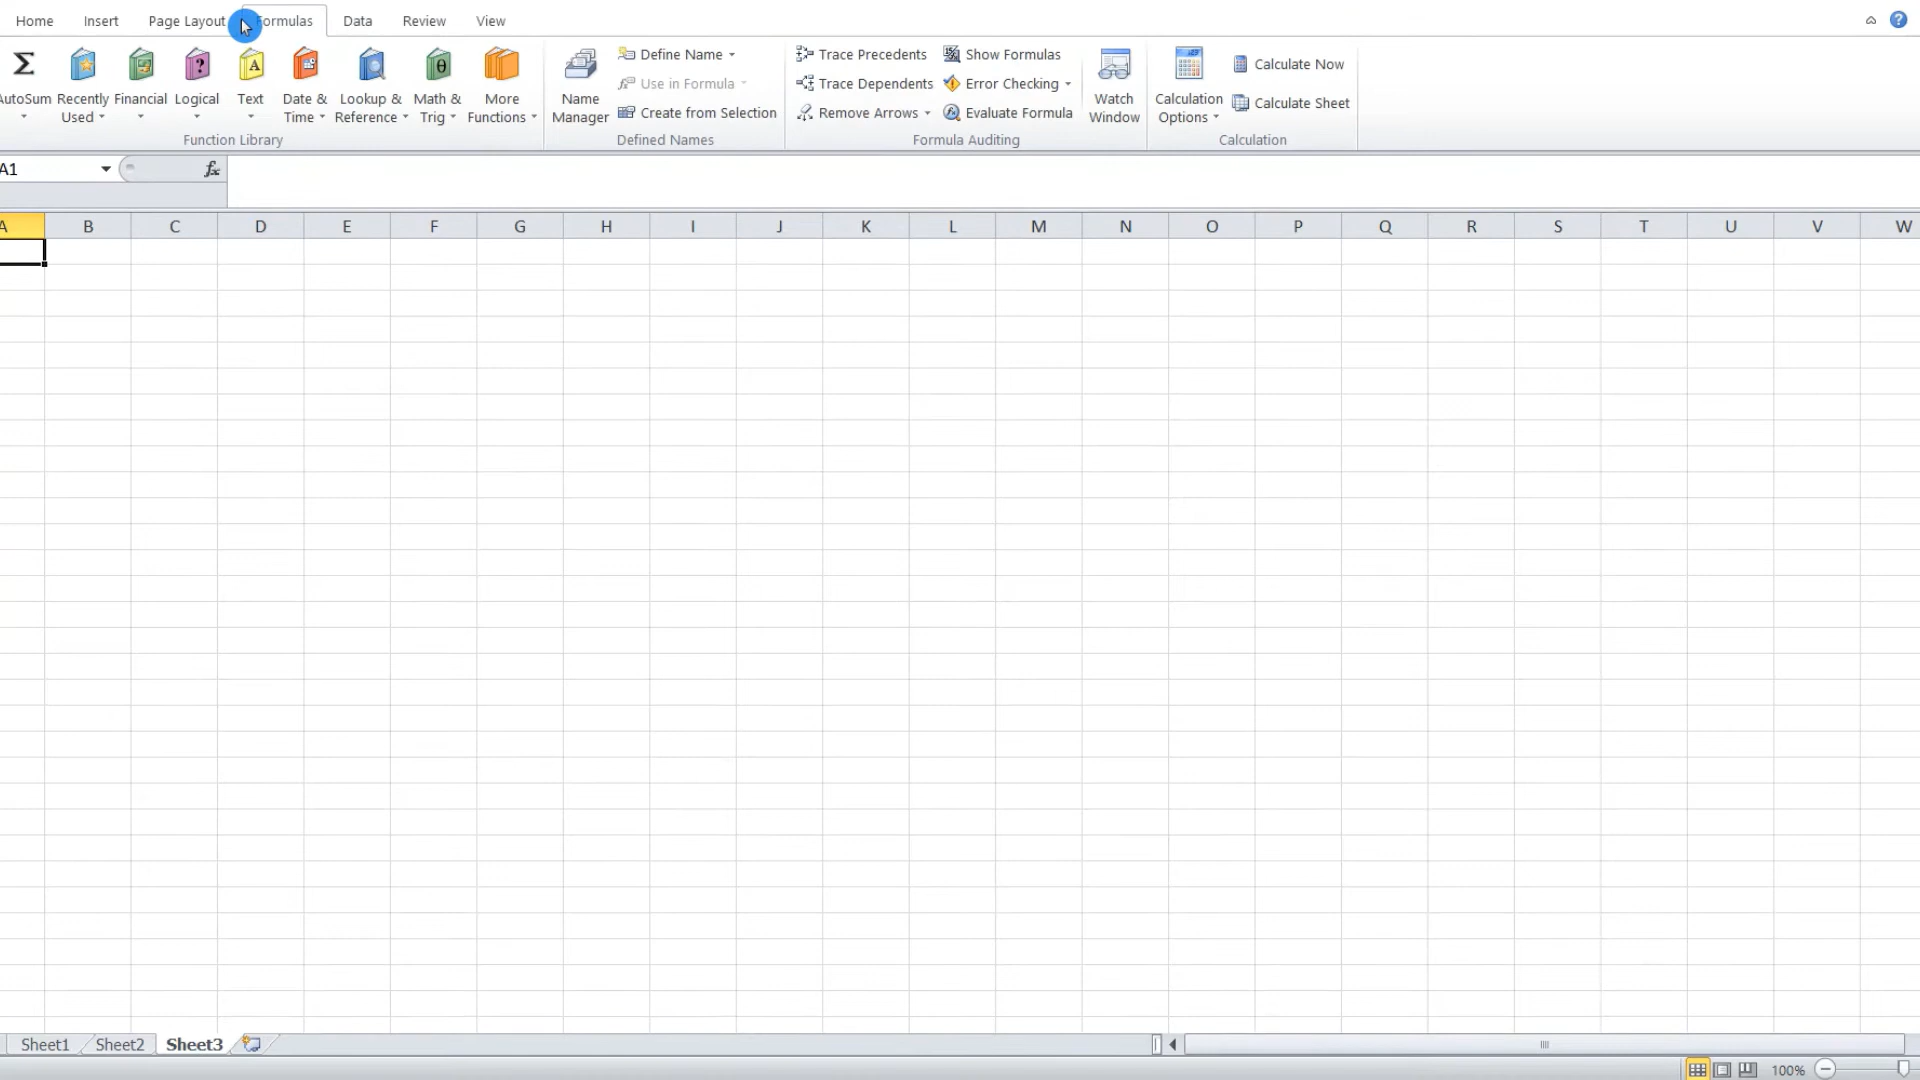 Home Insert Page Layout Formulas Data Review View
AutoSum Recently Used Financial Logical Text Date & Time Lookup & Reference Math & Trig More Functions
Function Library
Name Manager
Define Name
Use in Formula
Create from Selection
Defined Names
Trace Precedents
Trace Dependents
Remove Arrows
Show Formulas
Error Checking
Evaluate Formula
Formula Auditing
Watch Window
Calculation Options
Calculate Now
Calculate Sheet
Calculation
A1 fx
A B C D E F G H I J K L M N O P Q R S T U V W
Sheet1 Sheet2 Sheet3
100%